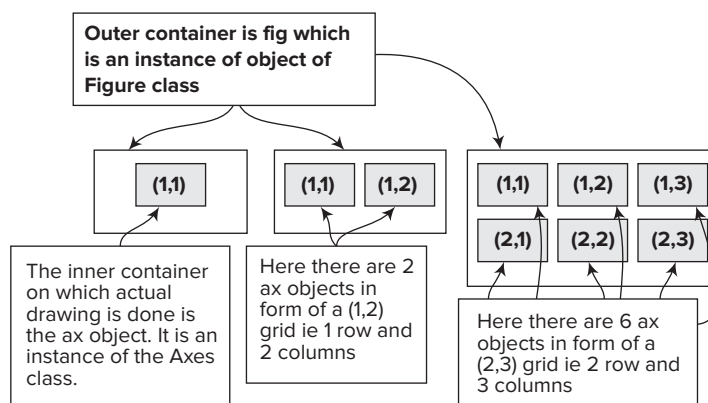 Outer container is fig which
is an instance of object of
Figure class
(1,1)
(1,1) (1,2)
(1,1) (1,2) (1,3)
(2,1) (2,2) (2,3)
The inner container
on which actual
drawing is done is
the ax object. It is an
instance of the Axes
class.
Here there are 2
ax objects in
form of a (1,2)
grid ie 1 row and
2 columns
Here there are 6 ax
objects in form of a
(2,3) grid ie 2 row and
3 columns